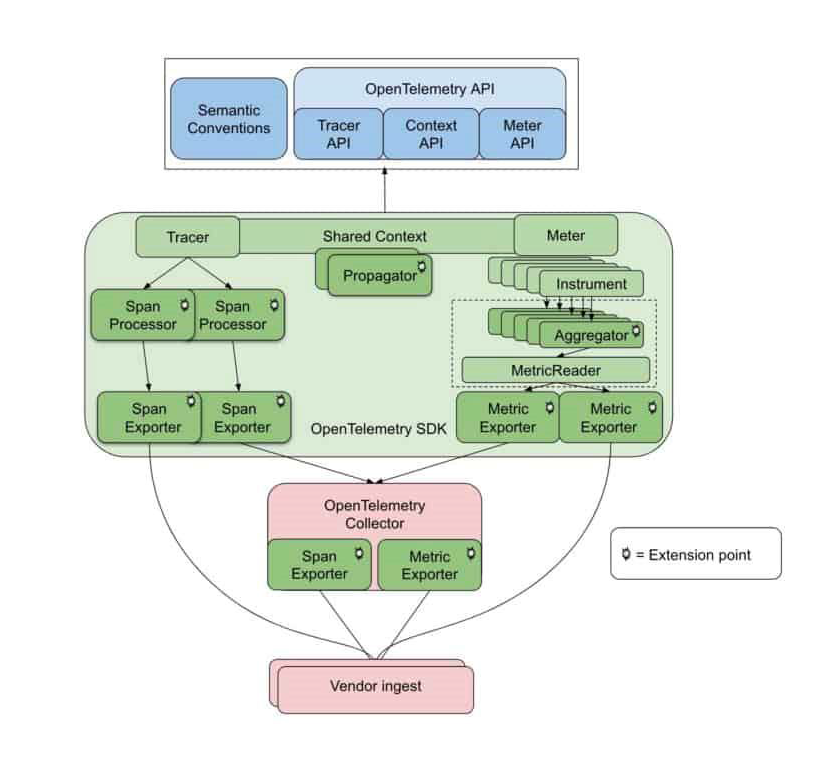 OpenTelemetry API
Semantic
Conventions
Tracer
API
Context
API
Meter
API
Tracer
Shared Context
Meter
Propagator
Instrument
Span
Processor
Span
Processor
Aggregator
MetricReader
Span
Exporter
Span
Exporter
OpenTelemetry SDK
Metric
Exporter
Metric
Exporter
OpenTelemetry
Collector
Span
Exporter
Metric
Exporter
= Extension point
Vendor ingest